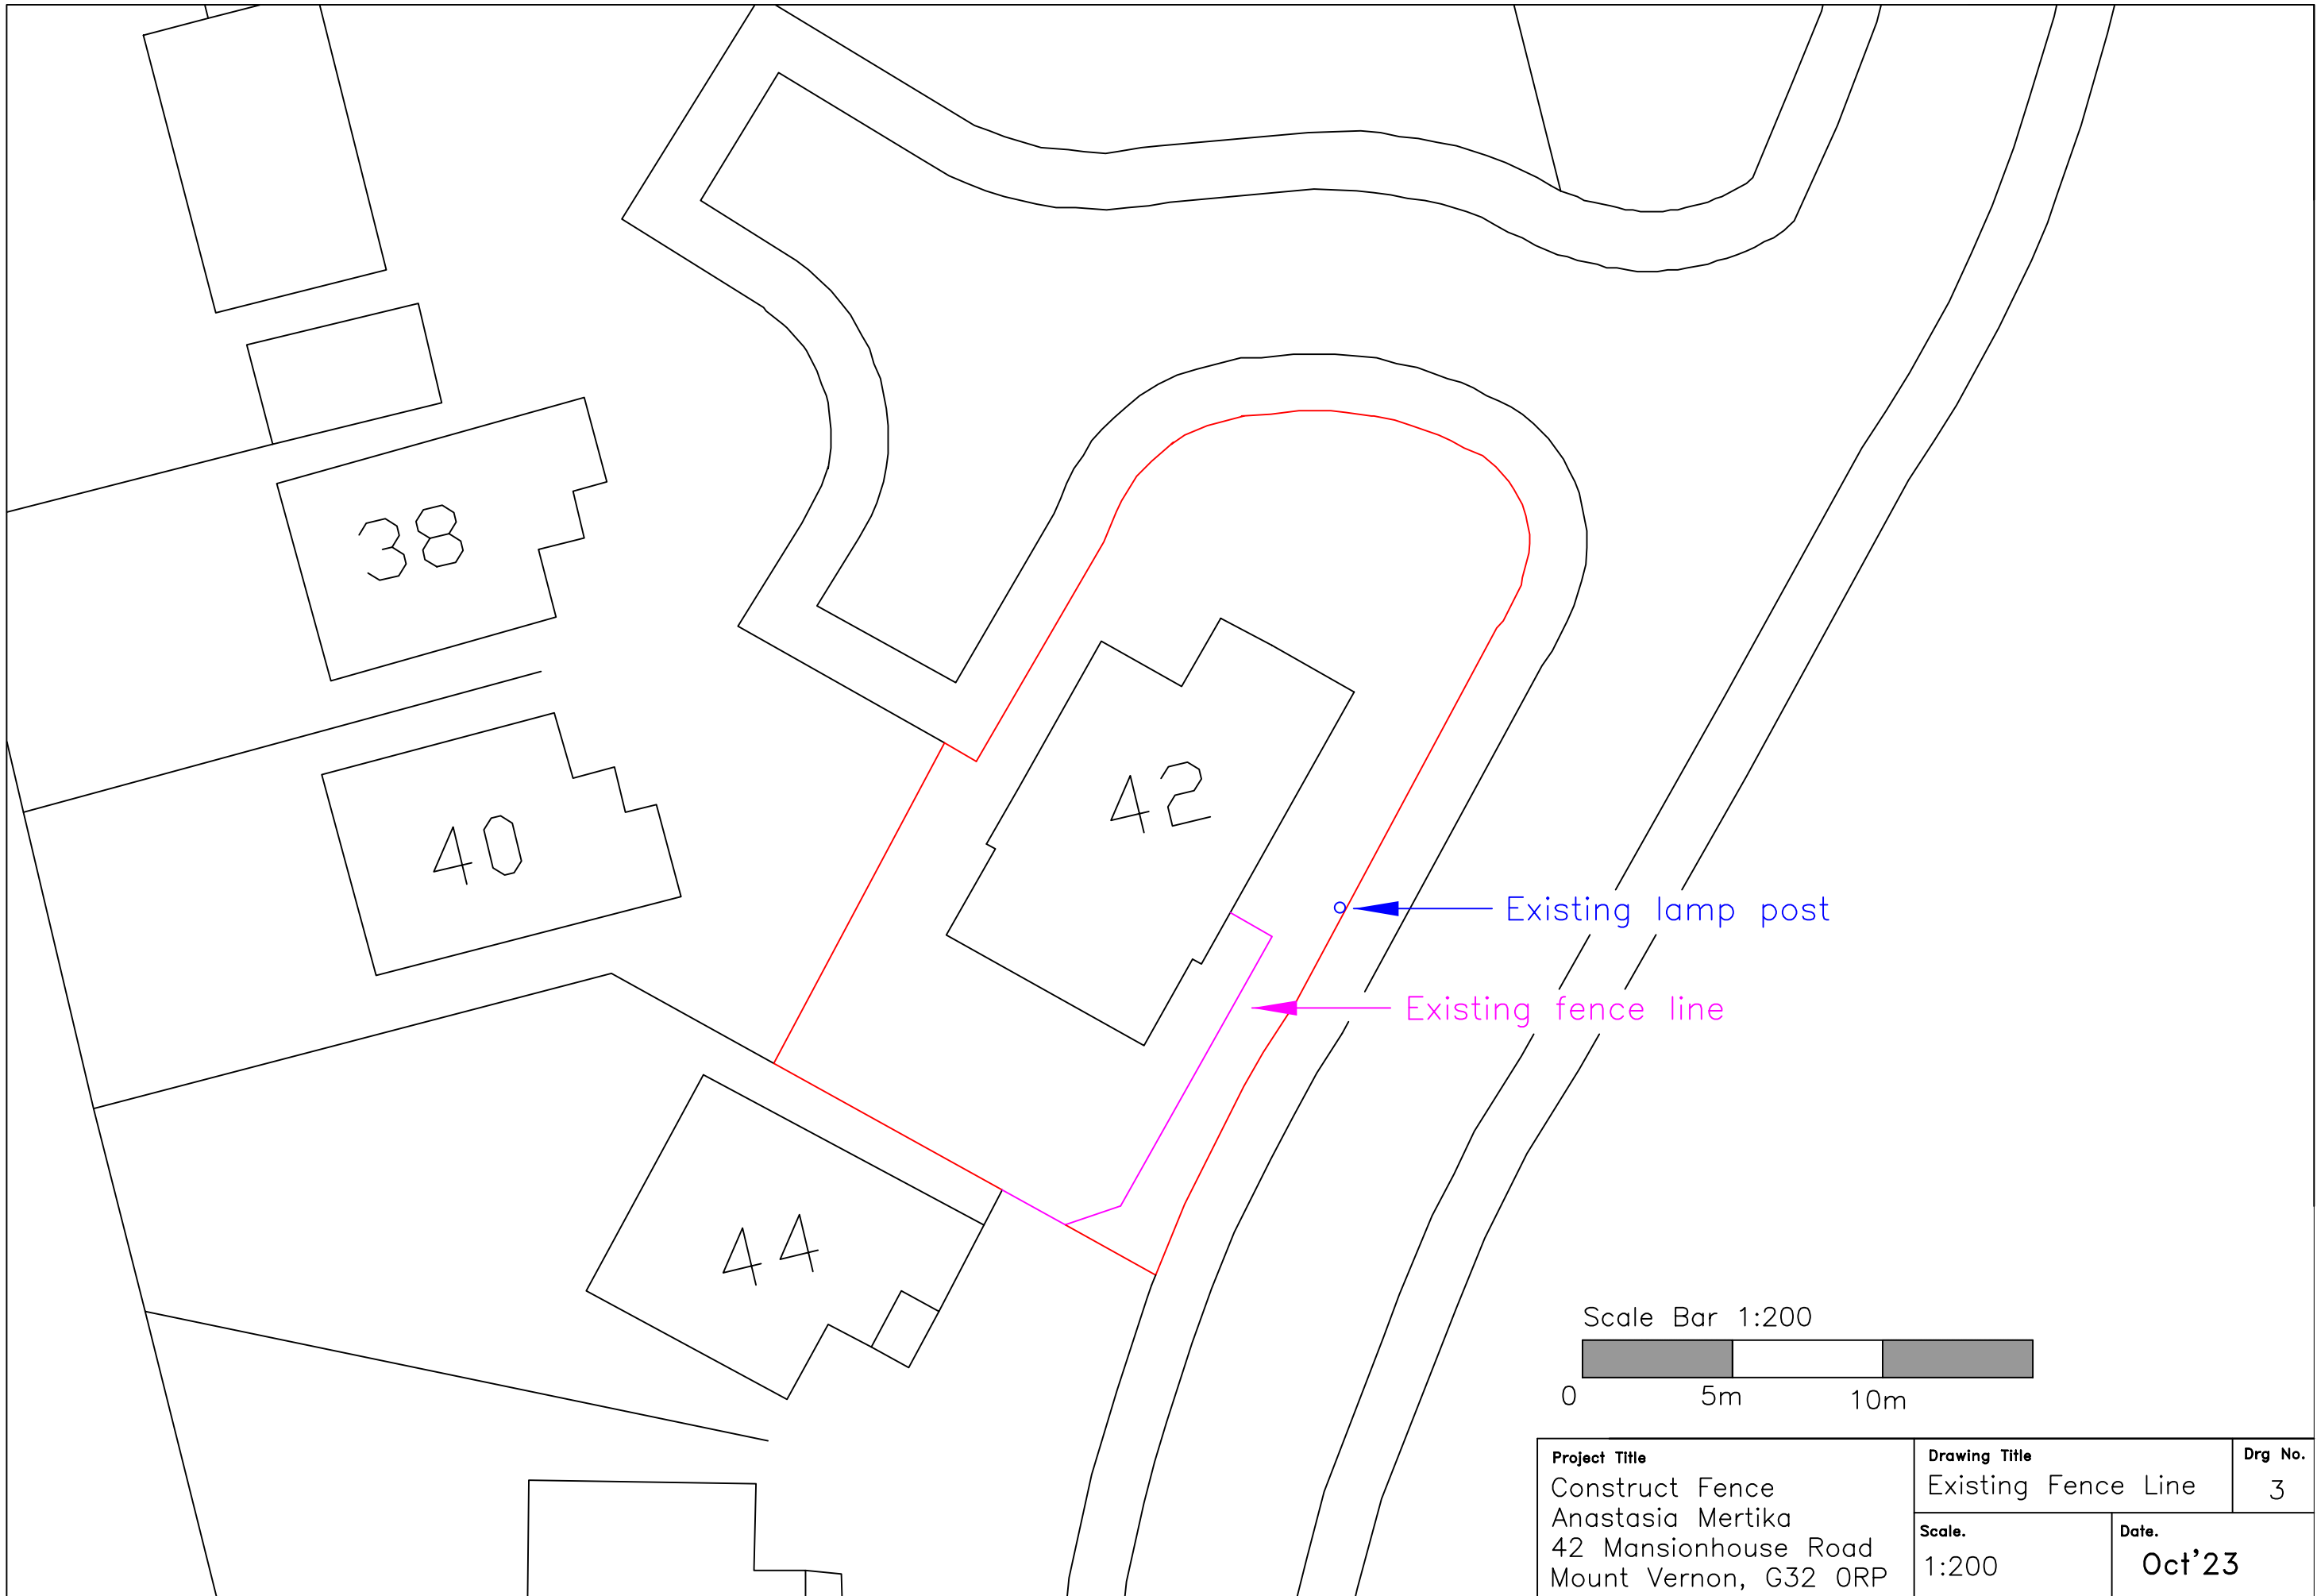 38
42
40
Existing lamp post
Existing fence line
44
Scale Bar 1:200
0
5m
10m
Project Title
Construct Fence
Anastasia Mertika
42 Mansionhouse Road
Mount Vernon, G32 0RP
Drawing Title
Existing Fence Line
Drg No.
3
Scale.
1:200
Date.
Oct'23